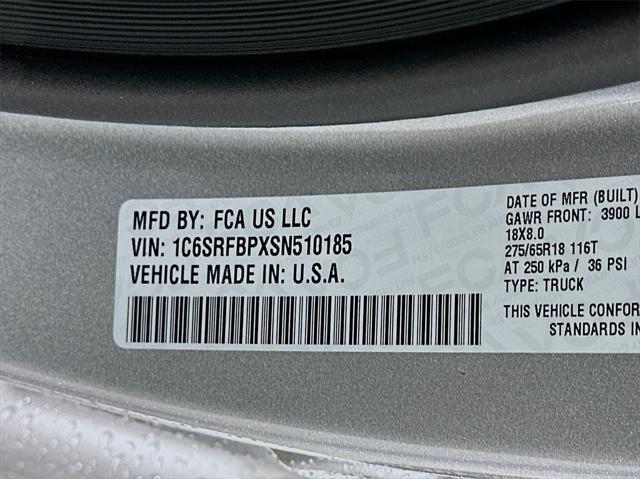 MFD BY: FCA US LLC
VIN: 1C6SRFBPXSN510185
VEHICLE MADE IN: U.S.A.
DATE OF MFR (BUILT)
GAWR FRONT: 3900 L
18X8.0
275/65R18 116T
AT 250 kPa / 36 PSI
TYPE: TRUCK
THIS VEHICLE CONFOR
STANDARDS IN